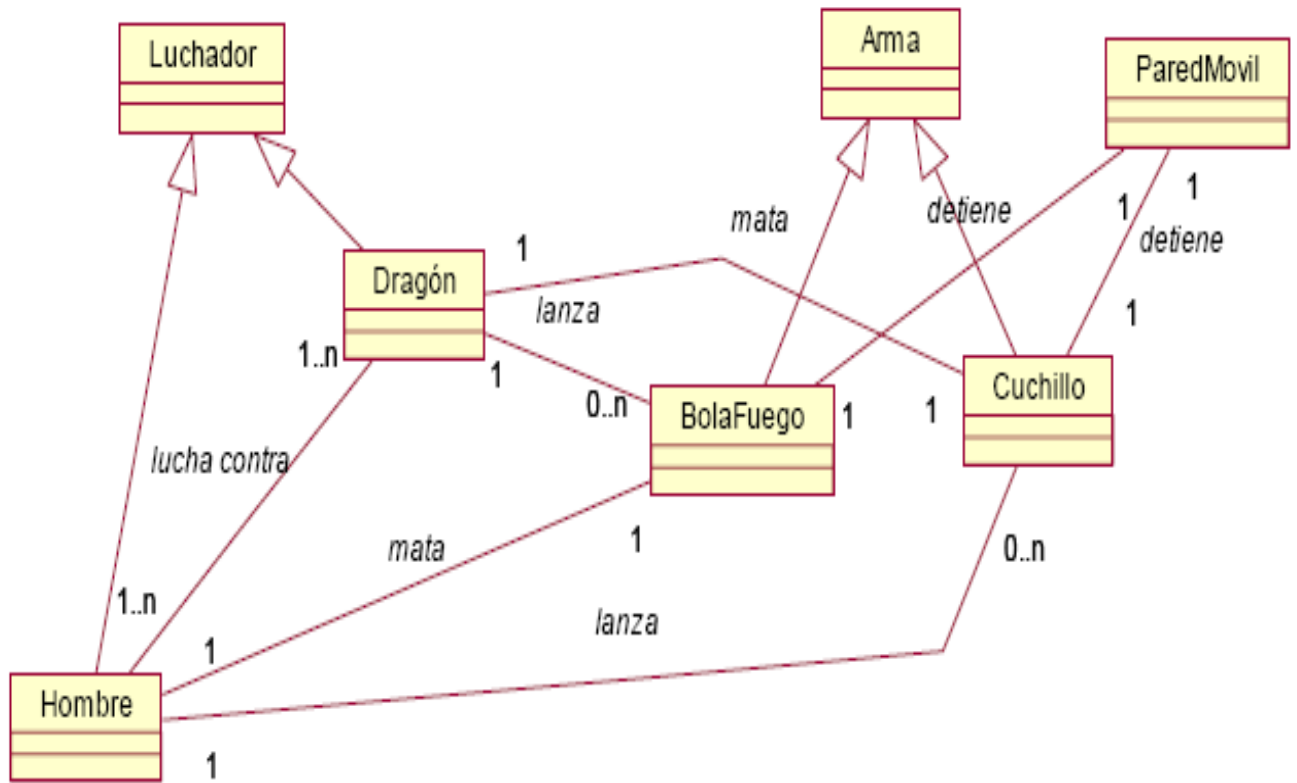 Luchador
Arma
ParedMovil
1
1
mata
detiene
detiene
1
Dragón
lanza
1..n
1
0..n
1
Cuchillo
BolaFuego
1
1
lucha contra
mata
1
0..n
1..n
lanza
1
Hombre
1